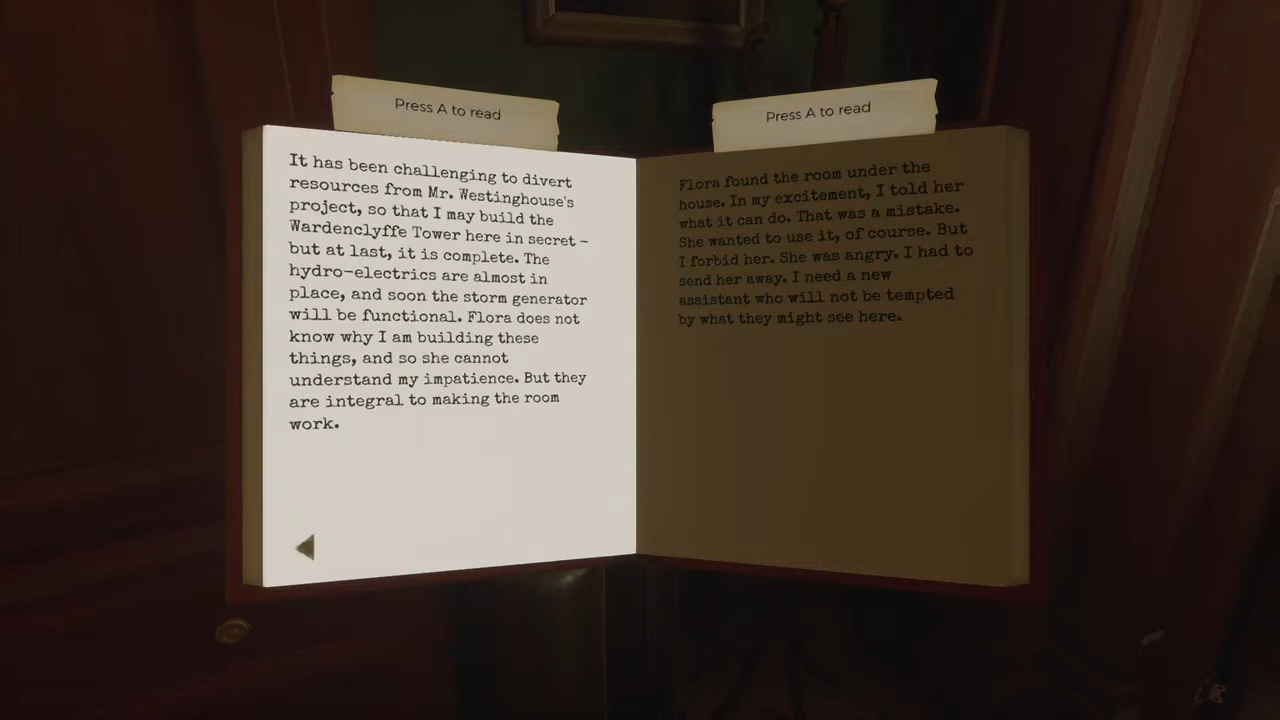 Press A to read
It has been challenging to divert
resources from Mr. Westinghouse's
project, so that I may build the
Wardenclyffe Tower here in secret –
but at last, it is complete. The
hydro-electrics are almost in
place, and soon the storm generator
will be functional. Flora does not
know why I am building these
things, and so she cannot
understand my impatience. But they
are integral to making the room
work.
Press A to read
Flora found the room under the
house. In my excitement, I told her
what it can do. That was a mistake.
She wanted to use it, of course. But
I forbid her. She was angry. I had to
send her away. I need a new
assistant who will not be tempted
by what they might see here.